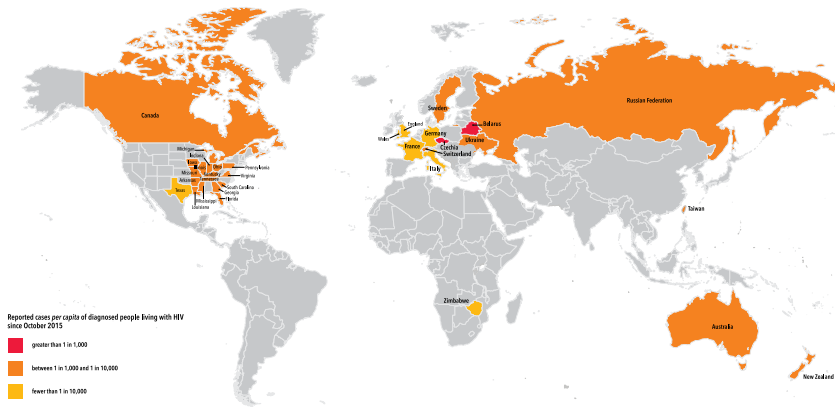 Canada
Michigan
Indiana
Iowa
Illinois
Ohio
Pennsylvania
Missouri
Kentucky
Virginia
Tennessee
Arkansas
South Carolina
Georgia
Texas
Florida
Mississippi
Louisiana
Sweden
Russian Federation
England
Belarus
Wales
Germany
Ukraine
France
Czechia
Switzerland
Italy
Taiwan
Zimbabwe
Australia
New Zealand
Reported cases per capita of diagnosed people living with HIV
since October 2015
greater than 1 in 1,000
between 1 in 1,000 and 1 in 10,000
fewer than 1 in 10,000